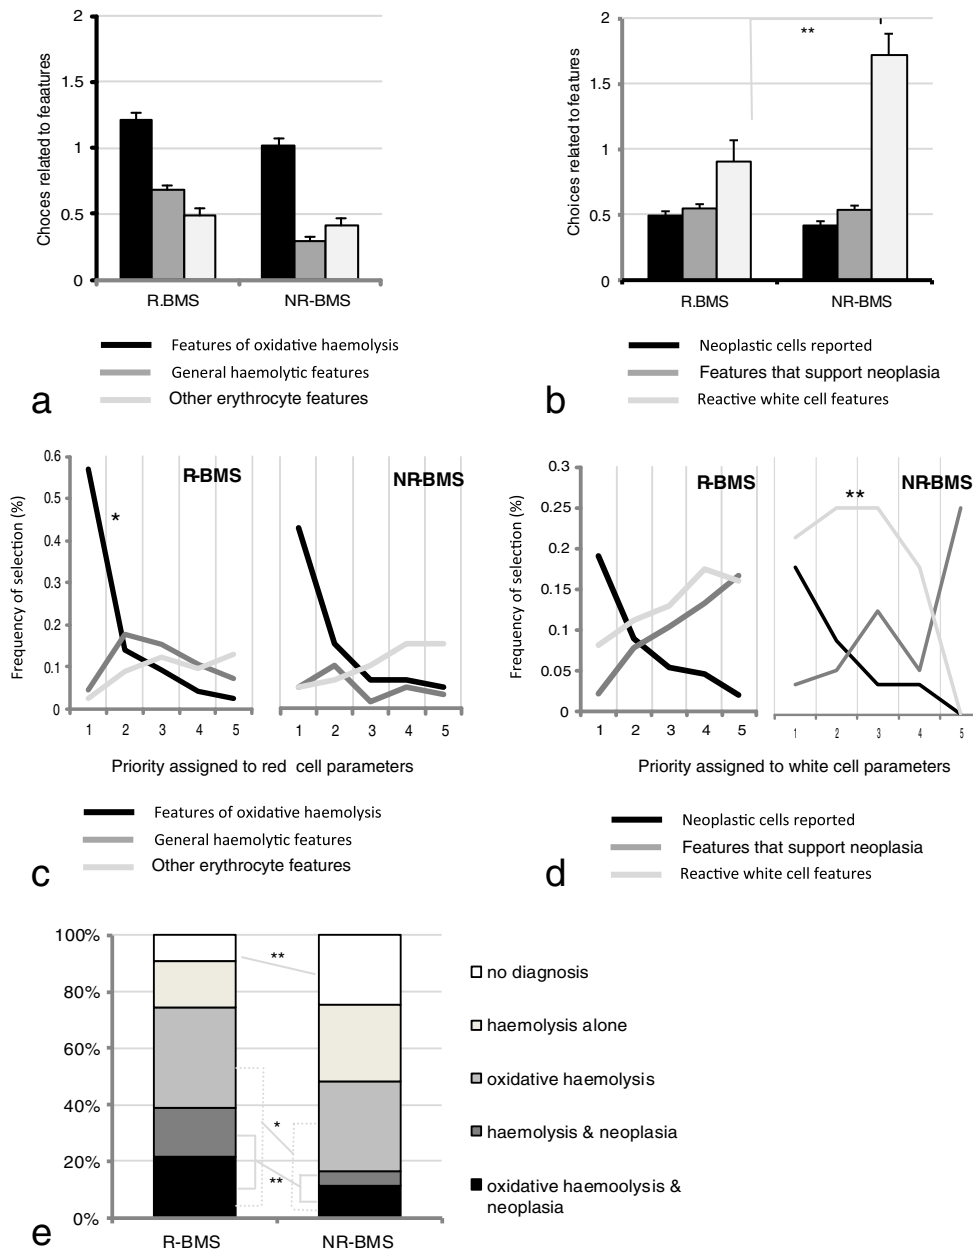 2
1.5
1
0.5
0
Choces related to feaatures
R.BMS
NR-BMS
Features of oxidative haemolysis
General haemolytic features
Other erythrocyte features
a
2
1.5
1
0.5
0
Choices related to features
**
R.BMS
NR-BMS
Neoplastic cells reported
Features that support neoplasia
Reactive white cell features
b
0.6
0.5
0.4
0.3
0.2
0.1
0
Frequency of selection (%)
R-BMS
*
NR-BMS
1 2 3 4 5
1 2 3 4 5
Priority assigned to red cell parameters
Features of oxidative haemolysis
General haemolytic features
Other erythrocyte features
c
0.3
0.25
0.2
0.15
0.1
0.05
0
Frequency of selection (%)
R-BMS
**
NR-BMS
1 2 3 4 5
1 2 3 4 5
Priority assigned to white cell parameters
Neoplastic cells reported
Features that support neoplasia
Reactive white cell features
d
100%
80%
60%
40%
20%
0%
**
*
**
R-BMS
NR-BMS
no diagnosis
haemolysis alone
oxidative haemolysis
haemolysis & neoplasia
oxidative haemoolysis &
neoplasia
e